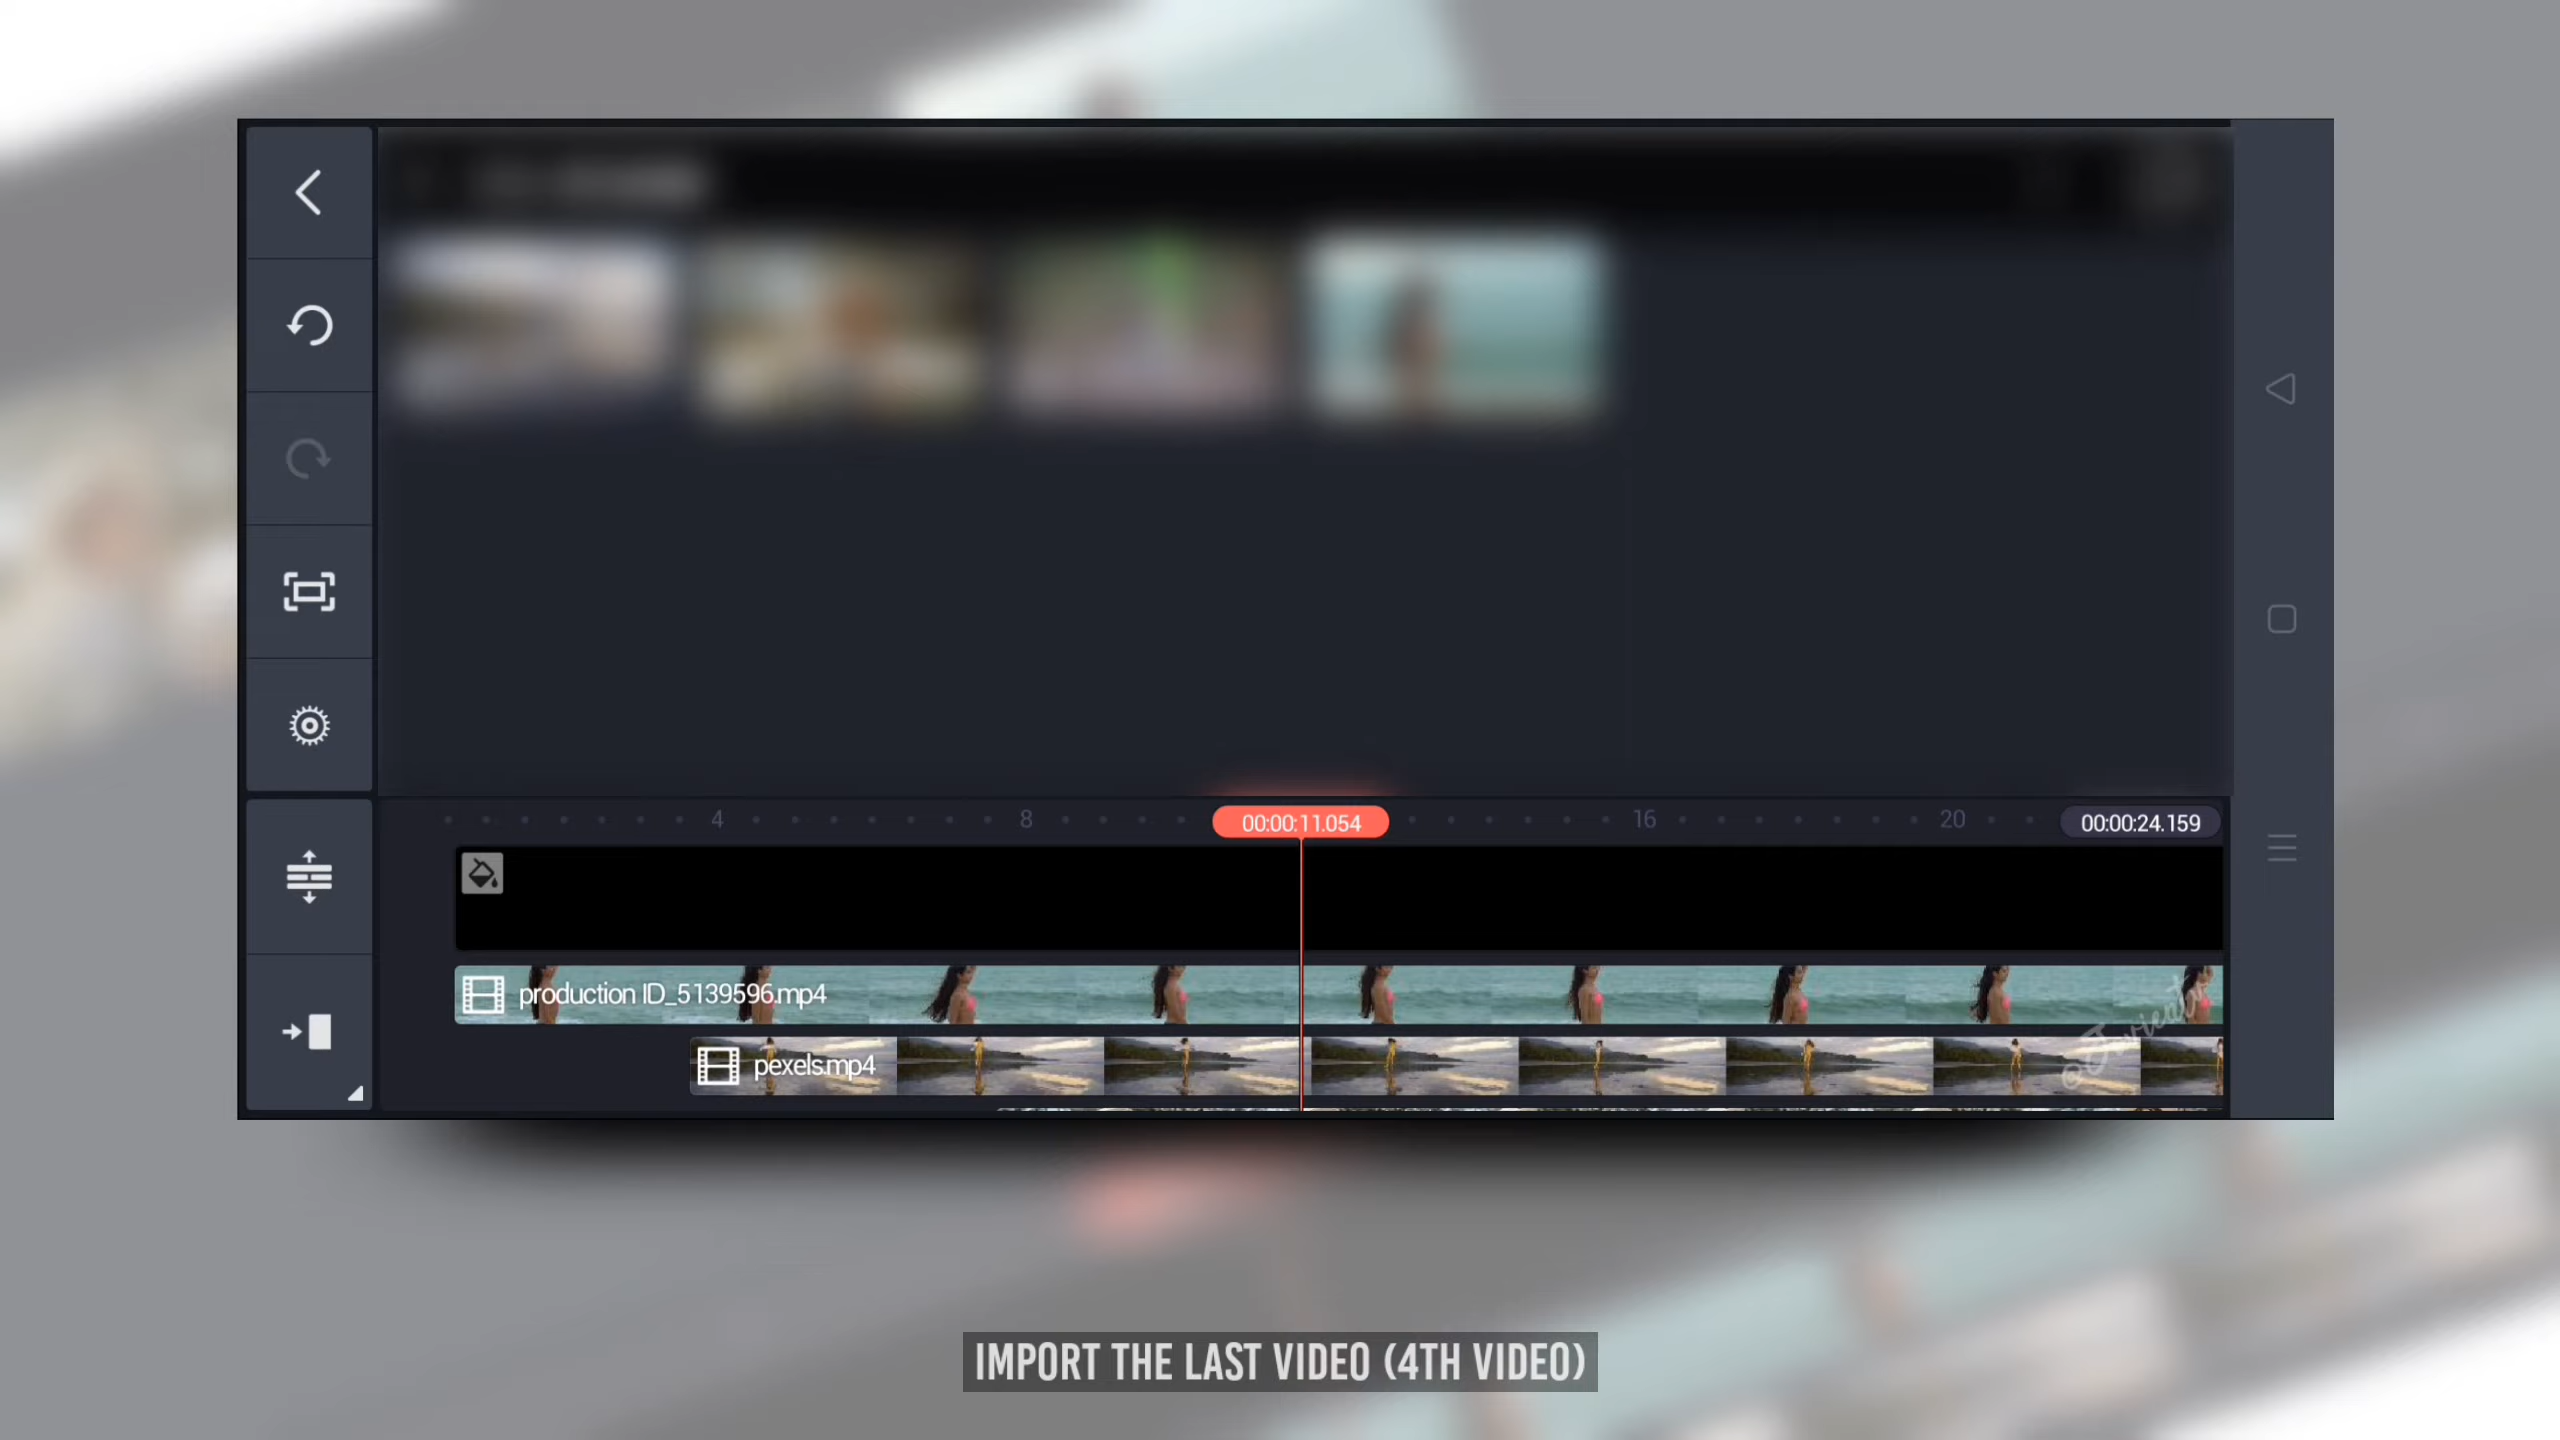 4
8
00:00:11.054
16
20
00:00:24.159
production ID_5139596.mp4
pexels.mp4
IMPORT THE LAST VIDEO (4TH VIDEO)